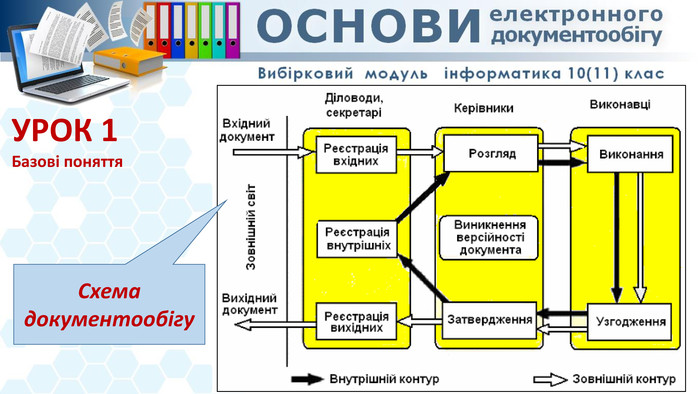 ОСНОВИ
електронного
документообігу
Вибірковий модуль інформатика 10(11) клас
УРОК 1
Базові поняття
Схема
документообігу
Діловоди,
секретарі
Керівники
Виконавці
Вхідний
документ
Реєстрація
вхідних
Розгляд
Виконання
Зовнішній світ
Реєстрація
внутрішніх
Виникнення
версійності
документа
Вихідний
документ
Реєстрація
вихідних
Затвердження
Узгодження
Внутрішній контур
Зовнішній контур